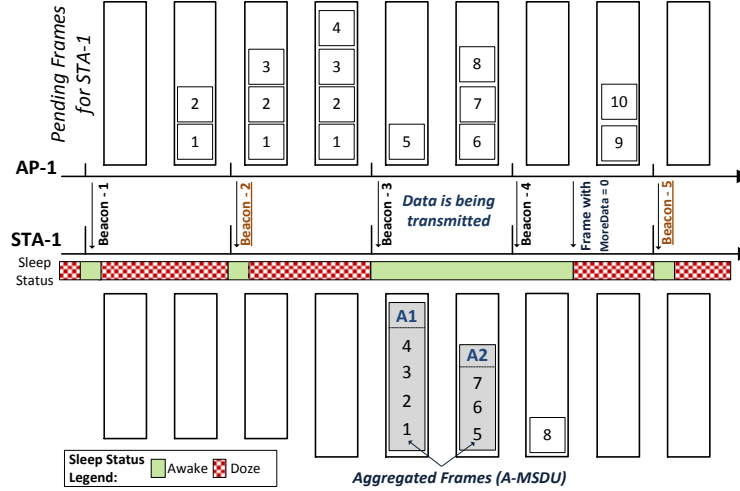 Pending Frames
for STA-1
4
3
3
8
2
2
2
7
10
1
1
1
5
6
9
AP-1
Beacon - 1
Beacon - 2
Beacon - 3
Data is being
transmitted
Beacon - 4
Frame with
MoreData = 0
Beacon - 5
STA-1
Sleep
Status
A1
4
3
2
1
A2
7
6
5
8
Sleep Status
Legend:
Awake
Doze
Aggregated Frames (A-MSDU)